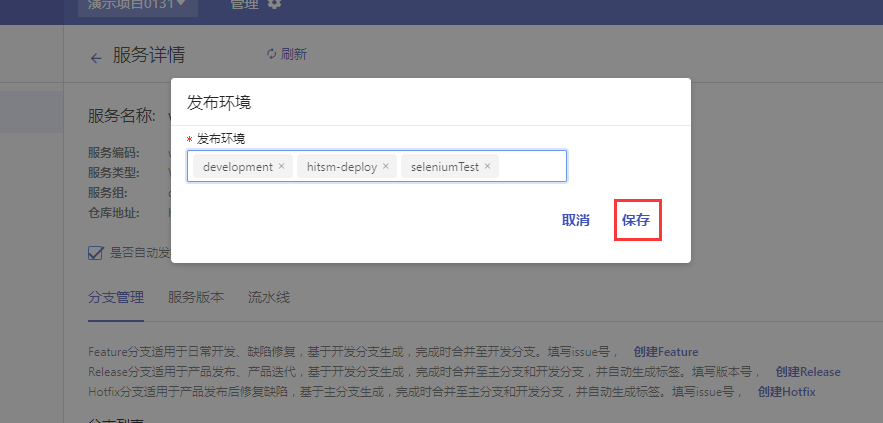 演示项目0131 管理
服务详情 刷新
发布环境
服务名称:
* 发布环境
服务编码:
development × hitsm-deploy × seleniumTest ×
服务类型:
服务组:
仓库地址:
取消 保存
是否自动发
分支管理 服务版本 流水线
Feature分支适用于日常开发、缺陷修复，基于开发分支生成，完成时合并至开发分支。填写issue号， 创建Feature
Release分支适用于产品发布、产品迭代，基于开发分支生成，完成时合并至主分支和开发分支，并自动生成标签。填写版本号， 创建Release
Hotfix分支适用于产品发布后修复缺陷，基于主分支生成，完成时合并至主分支和开发分支，并自动生成标签。填写issue号， 创建Hotfix